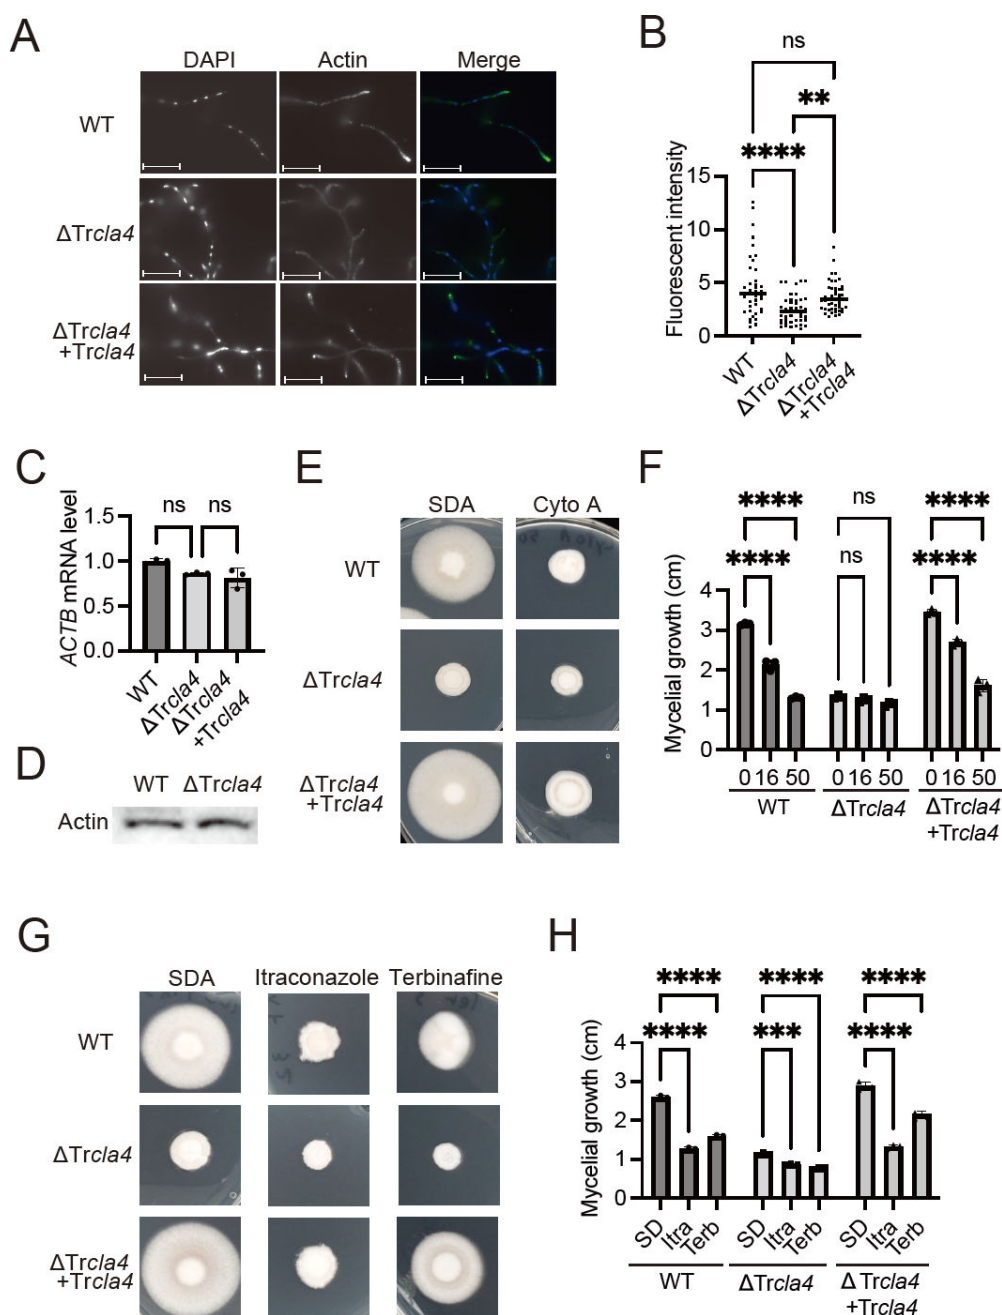 A
DAPI Actin Merge
WT
ΔTrcla4
ΔTrcla4
+Trcla4
B
ns
**
****
Fluorescent intensity
15
10
5
0
WT
ΔTrcla4
ΔTrcla4
+Trcla4
C
ns ns
ACTB mRNA level
1.5
1.0
0.5
0.0
WT
ΔTrcla4
ΔTrcla4
+Trcla4
D
WT ΔTrcla4
Actin
E
SDA Cyto A
WT
ΔTrcla4
ΔTrcla4
+Trcla4
F
**** ns ****
**** ns ****
Mycelial growth (cm)
4
3
2
1
0
0 16 50 0 16 50 0 16 50
WT ΔTrcla4 ΔTrcla4
+Trcla4
G
SDA Itraconazole Terbinafine
WT
ΔTrcla4
ΔTrcla4
+Trcla4
H
**** **** ****
**** *** ****
Mycelial growth (cm)
4
3
2
1
0
SD Itra Terb SD Itra Terb SD Itra Terb
WT ΔTrcla4 Δ Trcla4
+Trcla4